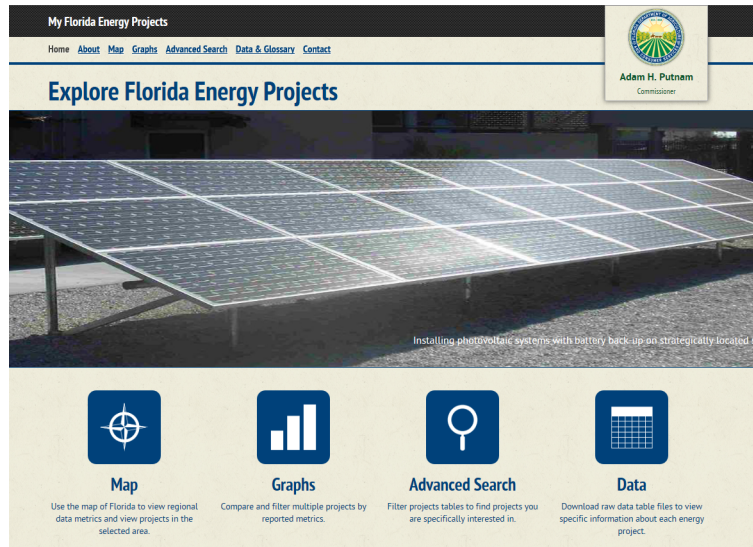 My Florida Energy Projects
Home About Map Graphs Advanced Search Data & Glossary Contact
Adam H. Putnam
Commissioner
Explore Florida Energy Projects
Installing photovoltaic systems with battery back up on strategically located
Map
Use the map of Florida to view regional
data metrics and view projects in the
selected area.
Graphs
Compare and filter multiple projects by
reported metrics.
Advanced Search
Filter projects tables to find projects you
are specifically interested in.
Data
Download raw data table files to view
specific information about each energy
project.